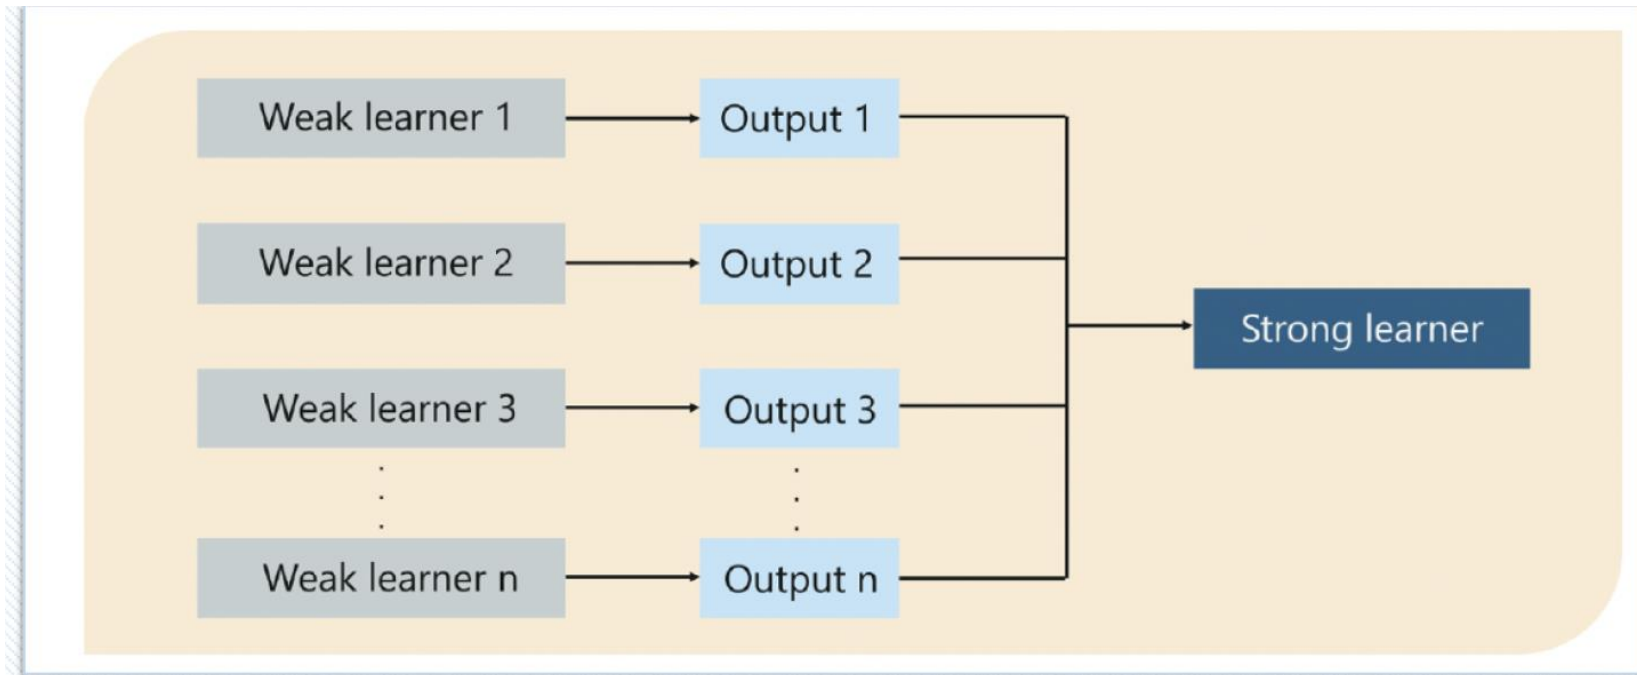 Weak learner 1
Output 1
Weak learner 2
Output 2
Strong learner
Weak learner 3
Output 3
Weak learner n
Output n